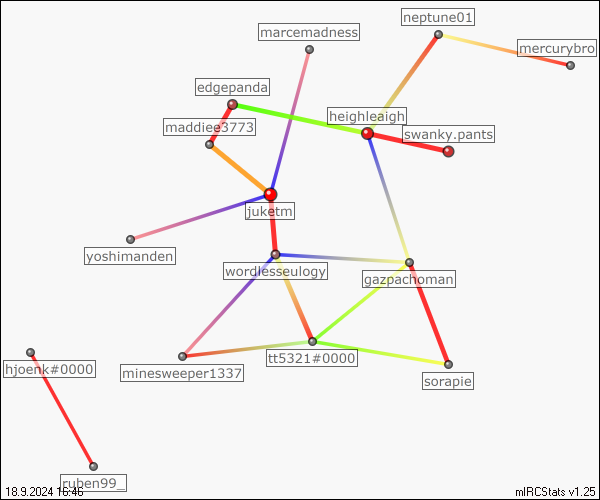 neptune01
marcemadness
mercurybro
edgepanda
heighleaigh
maddiee3773
swanky.pants
juketm
yoshimanden
wordlesseulogy
gazpachoman
tt5321#0000
hjoenk#0000
minesweeper1337
sorapie
ruben99_
18.9.2024 16:46
mIRCStats v1.25